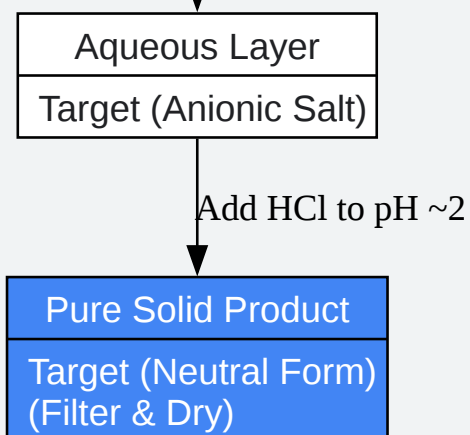 Aqueous Layer
Target (Anionic Salt)
Add HCl to pH ~2
Pure Solid Product
Target (Neutral Form)
(Filter & Dry)